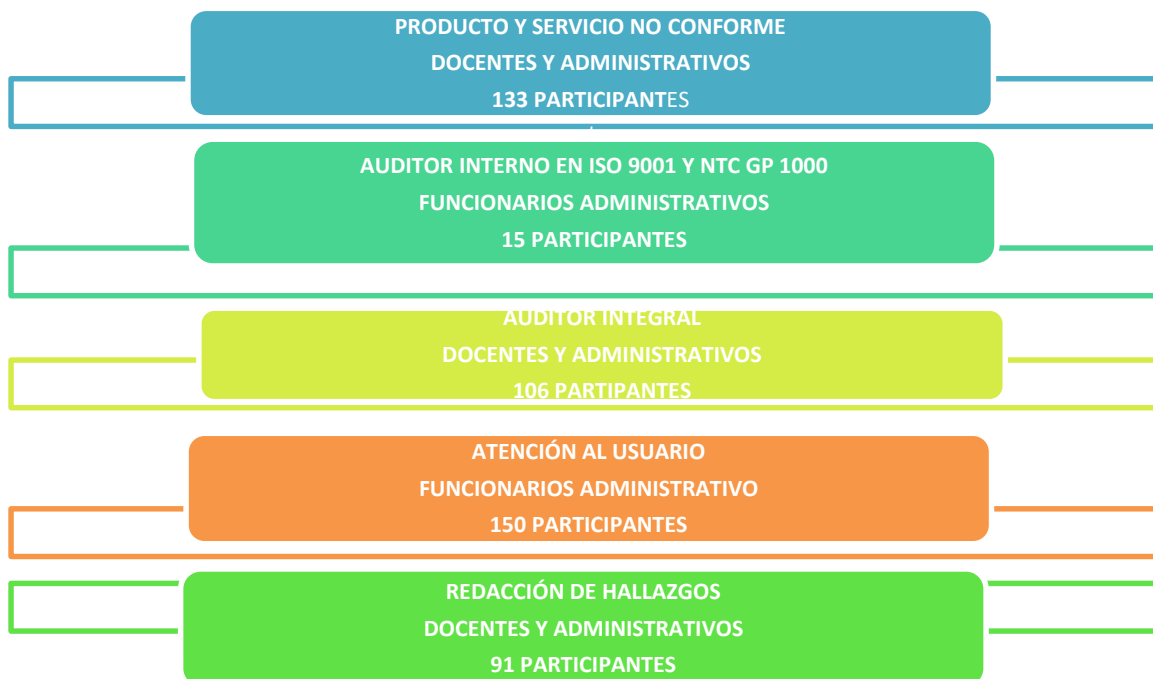 PRODUCTO Y SERVICIO NO CONFORME
DOCENTES Y ADMINISTRATIVOS
133 PARTICIPANTES
AUDITOR INTERNO EN ISO 9001 Y NTC GP 1000
FUNCIONARIOS ADMINISTRATIVOS
15 PARTICIPANTES
AUDITOR INTEGRAL
DOCENTES Y ADMINISTRATIVOS
106 PARTIPANTES
ATENCIÓN AL USUARIO
FUNCIONARIOS ADMINISTRATIVO
150 PARTICIPANTES
REDACCIÓN DE HALLAZGOS
DOCENTES Y ADMINISTRATIVOS
91 PARTICIPANTES